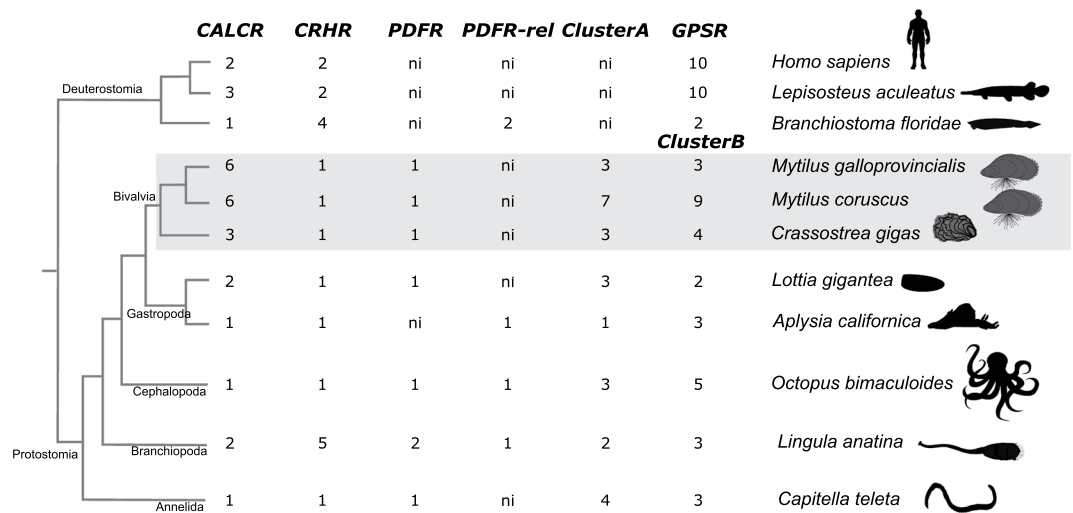 CALCR CRHR PDFR PDFR-rel ClusterA GPSR
2 2 ni ni ni 10 Homo sapiens
Deuterostomia
3 2 ni ni ni 10 Lepisosteus aculeatus
1 4 ni 2 ni 2 Branchiostoma floridae
ClusterB
6 1 1 ni 3 3 Mytilus galloprovincialis
Bivalvia
6 1 1 ni 7 9 Mytilus coruscus
3 1 1 ni 3 4 Crassostrea gigas
2 1 1 ni 3 2 Lottia gigantea
Gastropoda
1 1 ni 1 1 3 Aplysia californica
1 1 1 1 3 5 Octopus bimaculoides
Cephalopoda
2 5 2 1 2 3 Lingula anatina
Branchiopoda
Protostomia
1 1 1 ni 4 3 Capitella teleta
Annelida